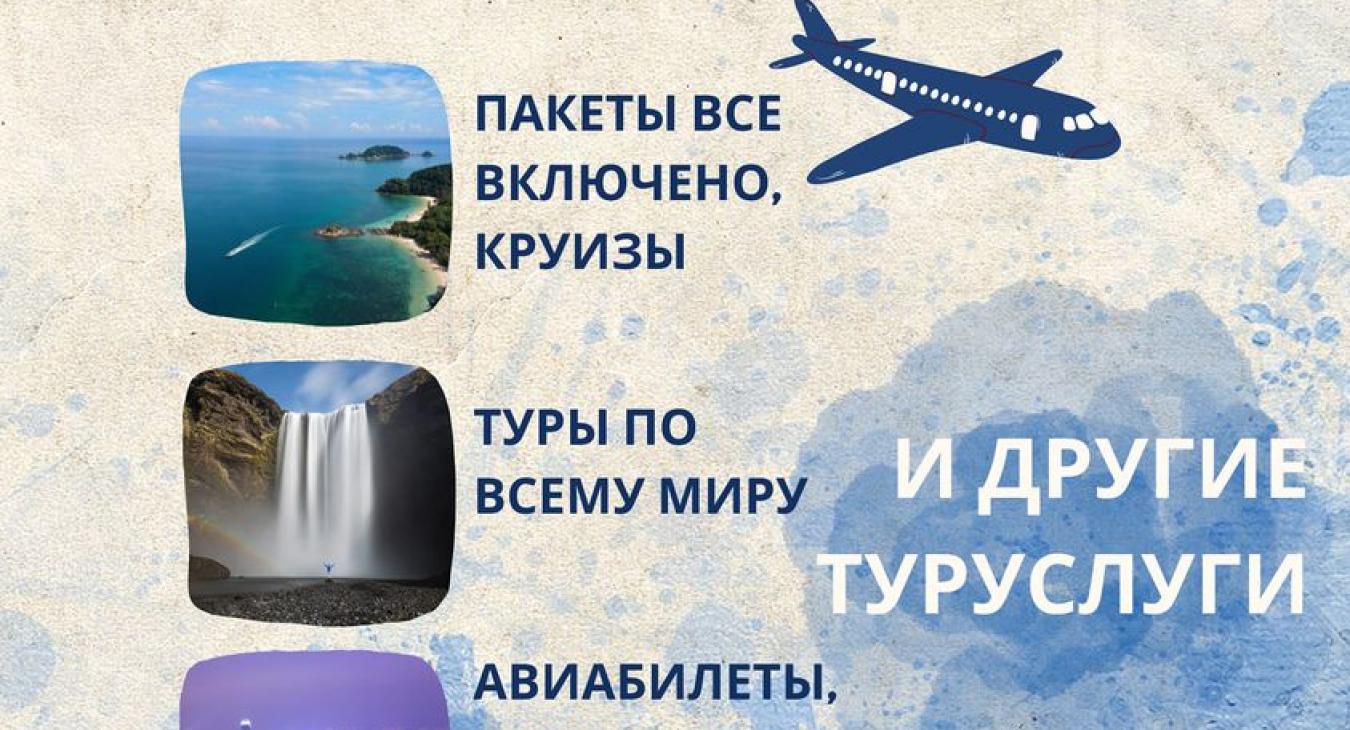 ПАКЕТЫ ВСЕ
ВКЛЮЧЕНО,
КРУИЗЫ
ТУРЫ ПО
ВСЕМУ МИРУ
И ДРУГИЕ
ТУРУСЛУГИ
АВИАБИЛЕТЫ,